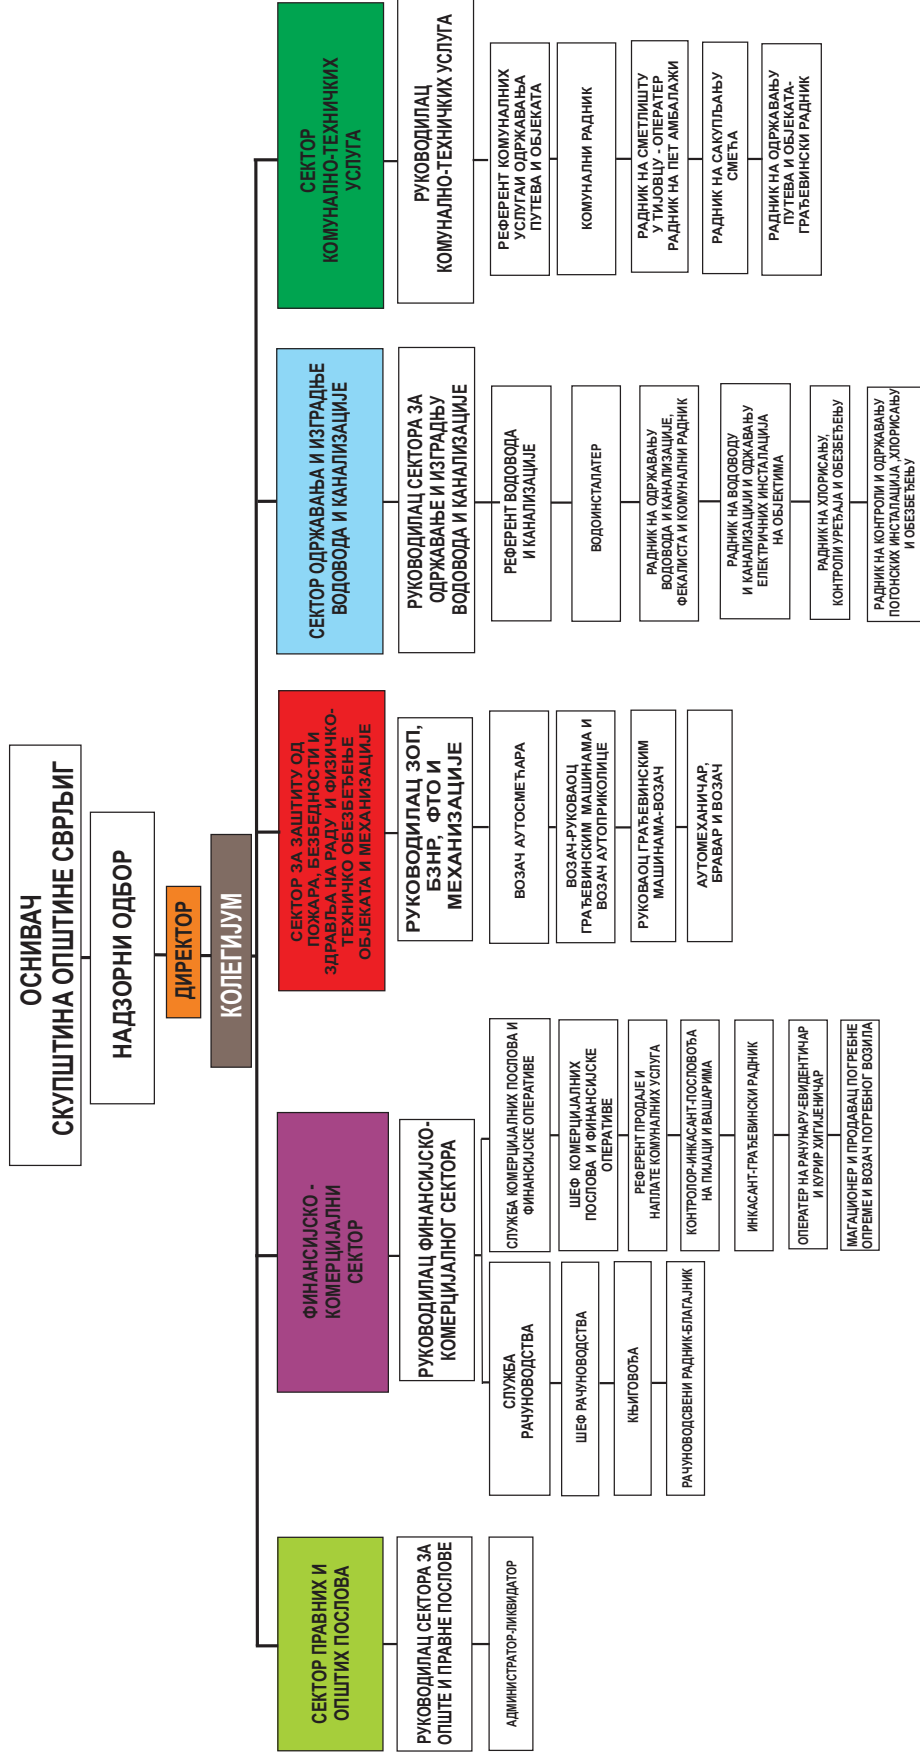 ОСНИВАЧ
СКУПШТИНА ОПШТИНЕ СВРЉИГ
НАДЗОРНИ ОДБОР
ДИРЕКТОР
КОЛЕГИЈУМ
СЕКТОР ПРАВНИХ И
ОПШТИХ ПОСЛОВА
РУКОВОДИЛАЦ СЕКТОРА ЗА
ОПШТЕ И ПРАВНЕ ПОСЛОВЕ
АДМИНИСТРАТОР-ЛИКВИДАТОР
ФИНАНСИЈСКО -
КОМЕРЦИЈАЛНИ
СЕКТОР
РУКОВОДИЛАЦ ФИНАНСИЈСКО-
КОМЕРЦИЈАЛНОГ СЕКТОРА
СЛУЖБА
РАЧУНОВОДСТВА
ШЕФ РАЧУНОВОДСТВА
КЊИГОВОЂА
РАЧУНОВОДСВЕНИ РАДНИК-БЛАГАЈНИК
СЛУЖБА КОМЕРЦИЈАЛНИХ ПОСЛОВА И
ФИНАНСИЈСКЕ ОПЕРАТИВЕ
ШЕФ КОМЕРЦИЈАЛНИХ
ПОСЛОВА И ФИНАНСИЈСКЕ
ОПЕРАТИВЕ
РЕФЕРЕНТ ПРОДАЈЕ И
НАПЛАТЕ КОМУНАЛНИХ УСЛУГА
КОНТРОЛОР-ИНКАСАНТ-ПОСЛОВОЂА
НА ПИЈАЦИ И ВАШАРИМА
ИНКАСАНТ-ГРАЂЕВИНСКИ РАДНИК
ОПЕРАТЕР НА РАЧУНАРУ-ЕВИДЕНТИЧАР
И КУРИР ХИГИЈЕНИЧАР
МАГАЦИОНЕР И ПРОДАВАЦ ПОГРЕБНЕ
ОПРЕМЕ И ВОЗАЧ ПОГРЕБНОГ ВОЗИЛА
СЕКТОР ЗА ЗАШТИТУ ОД
ПОЖАРА, БЕЗБЕДНОСТИ И
ЗДРАВЉА НА РАДУ И ФИЗИЧКО-
ТЕХНИЧКО ОБЕЗБЕЂЕЊЕ
ОБЈЕКАТА И МЕХАНИЗАЦИЈЕ
РУКОВОДИЛАЦ ЗОП,
БЗНР, ФТО И
МЕХАНИЗАЦИЈЕ
ВОЗАЧ АУТОСМЕЋАРА
ВОЗАЧ-РУКОВАОЦ
ГРАЂЕВИНСКИМ МАШИНАМА И
ВОЗАЧ АУТОПРИКОЛИЦЕ
РУКОВАОЦ ГРАЂЕВИНСКИМ
МАШИНАМА-ВОЗАЧ
АУТОМЕХАНИЧАР,
БРАВАР И ВОЗАЧ
СЕКТОР ОДРЖАВАЊА И ИЗГРАДЊЕ
ВОДОВОДА И КАНАЛИЗАЦИЈЕ
РУКОВОДИЛАЦ СЕКТОРА ЗА
ОДРЖАВАЊЕ И ИЗГРАДЊУ
ВОДОВОДА И КАНАЛИЗАЦИЈЕ
РЕФЕРЕНТ ВОДОВОДА
И КАНАЛИЗАЦИЈЕ
ВОДОИНСТАЛАТЕР
РАДНИК НА ОДРЖАВАЊУ
ВОДОВОДА И КАНАЛИЗАЦИЈЕ,
ФЕКАЛИСТА И КОМУНАЛНИ РАДНИК
РАДНИК НА ВОДОВОДУ
И КАНАЛИЗАЦИЈИ И ОДЖАВАЊУ
ЕЛЕКТРИЧНИХ ИНСТАЛАЦИЈА
НА ОБЈЕКТИМА
РАДНИК НА ХЛОРИСАЊУ,
КОНТРОЛИ УРЕЂАЈА И ОБЕЗБЕЂЕЊУ
РАДНИК НА КОНТРОЛИ И ОДРЖАВАЊУ
ПОГОНСКИХ ИНСТАЛАЦИЈА ,ХЛОРИСАЊУ
И ОБЕЗБЕЂЕЊУ
СЕКТОР
КОМУНАЛНО-ТЕХНИЧКИХ
УСЛУГА
РУКОВОДИЛАЦ
КОМУНАЛНО-ТЕХНИЧКИХ УСЛУГА
РЕФЕРЕНТ КОМУНАЛНИХ
УСЛУГАИ ОДРЖАВАЊА
ПУТЕВА И ОБЈЕКАТА
КОМУНАЛНИ РАДНИК
РАДНИК НА СМЕТЛИШТУ
У ТИЈОВЦУ - ОПЕРАТЕР
РАДНИК НА ПЕТ АМБАЛАЖИ
РАДНИК НА САКУПЉАЊУ
СМЕЋА
РАДНИК НА ОДРЖАВАЊУ
ПУТЕВА И ОБЈЕКАТА-
ГРАЂЕВИНСКИ РАДНИК